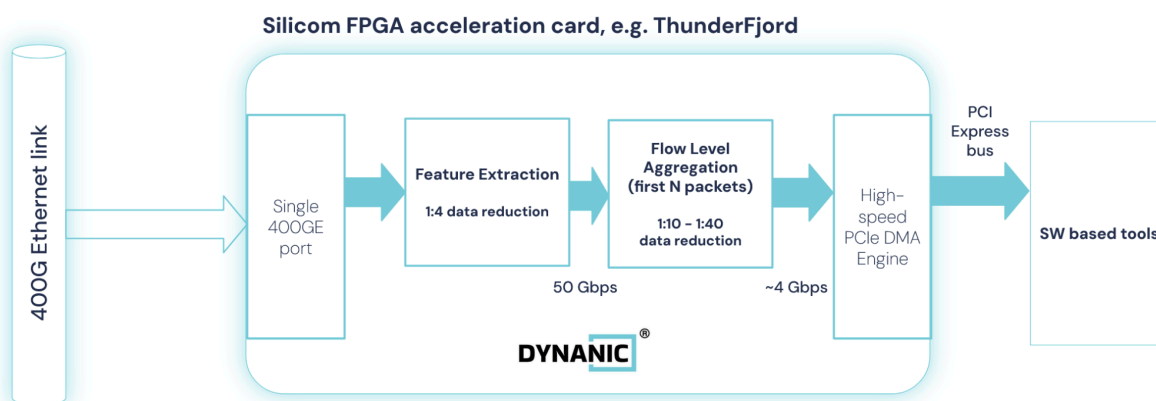 Silicom FPGA acceleration card, e.g. ThunderFjord
400G Ethernet link
Single
400GE
port
Feature Extraction
1:4 data reduction
50 Gbps
Flow Level
Aggregation
(first N packets)
1:10 - 1:40
data reduction
~4 Gbps
High-
speed
PCIe DMA
Engine
PCI
Express
bus
SW based tools
DYNANIC®